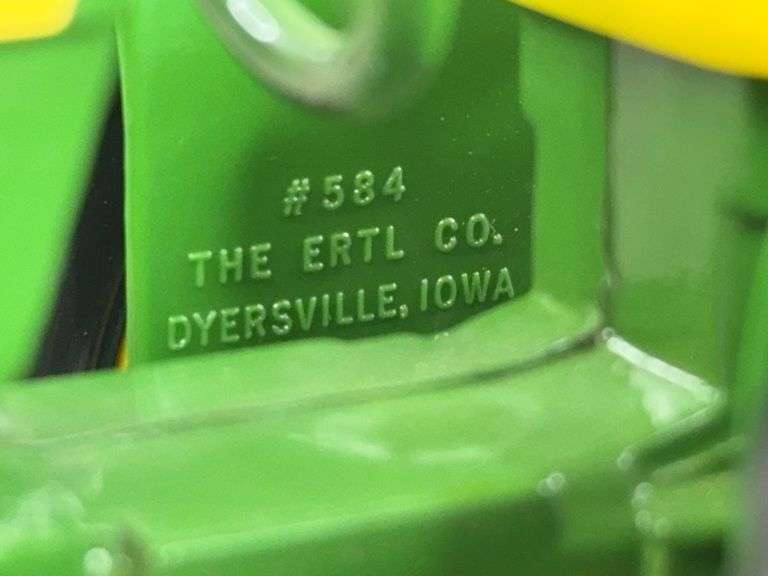 #584
THE ERTL CO.
DYERSVILLE, IOWA